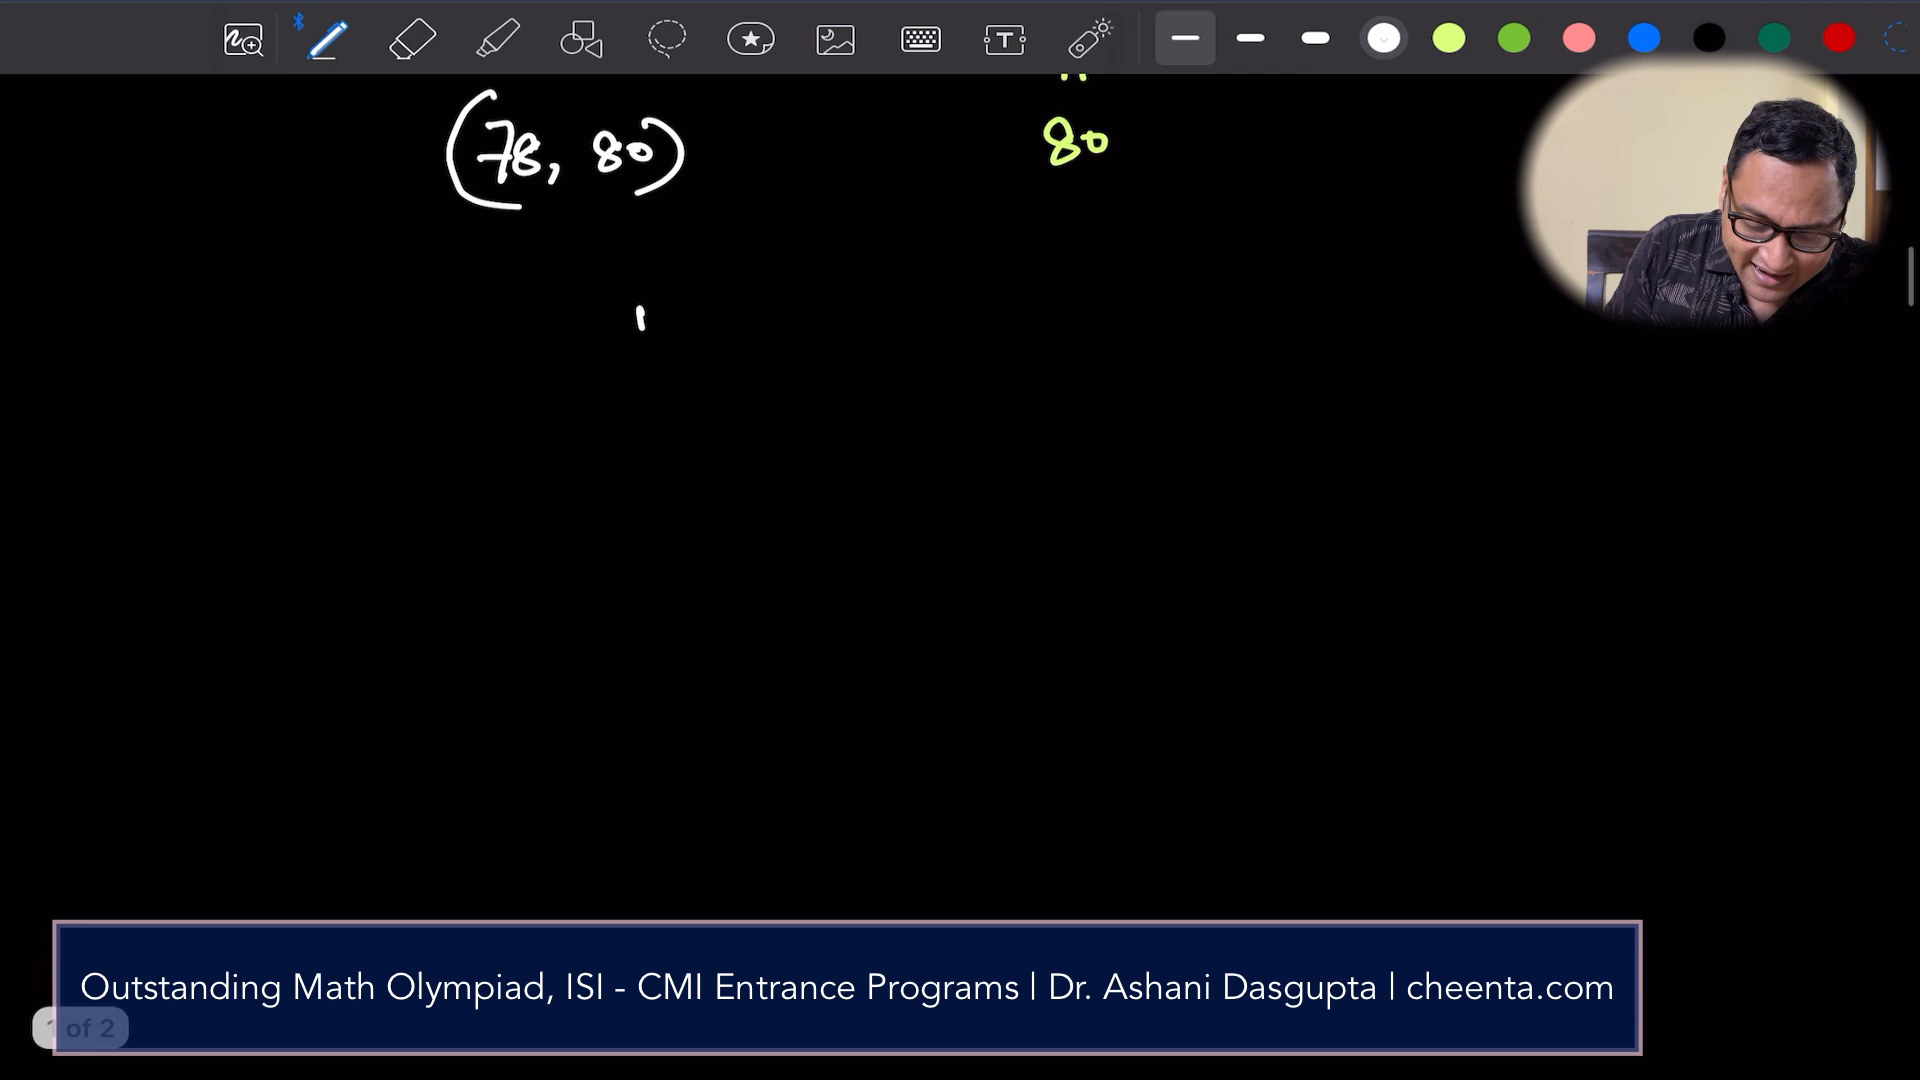 (78, 80)
80
Outstanding Math Olympiad, ISI - CMI Entrance Programs | Dr. Ashani Dasgupta | cheenta.com
1 of 2